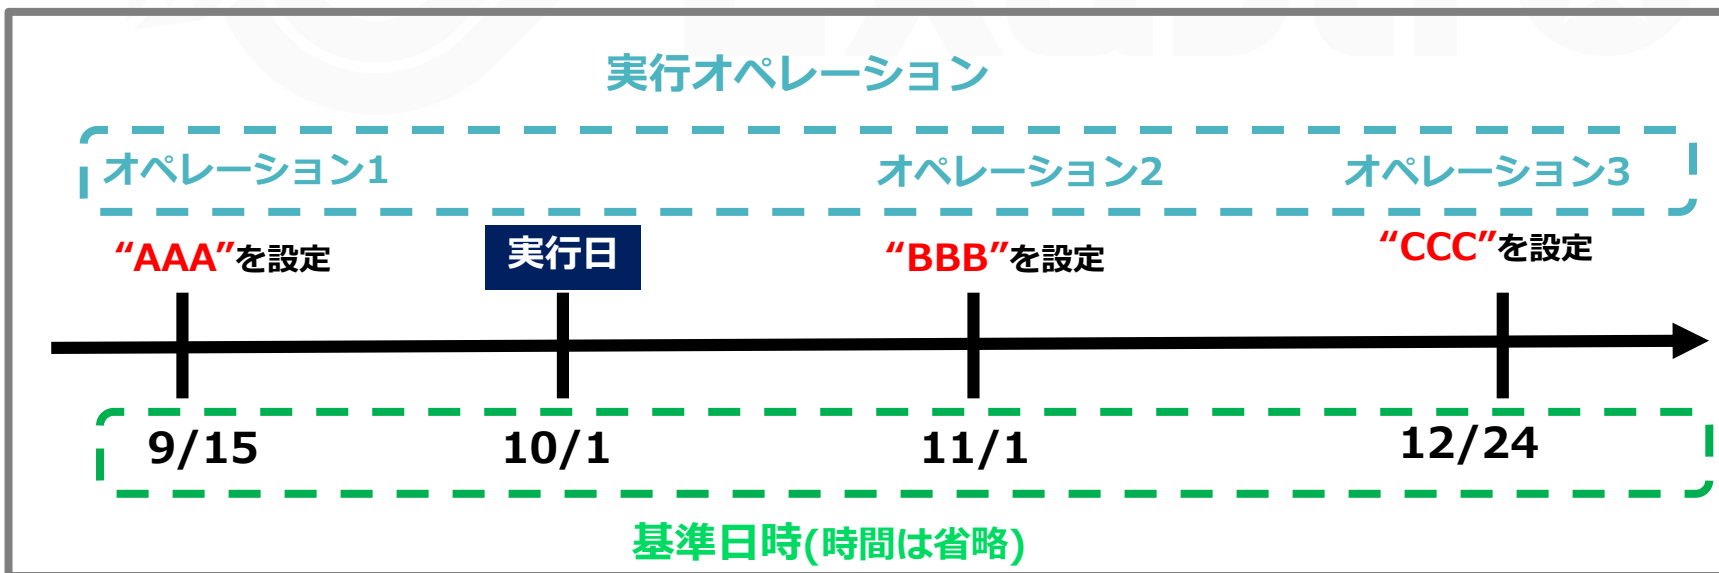 実行オペレーション
オペレーション1 オペレーション2 オペレーション3
“AAA”を設定 実行日 “BBB”を設定 “CCC”を設定
9/15 10/1 11/1 12/24
基準日時(時間は省略)